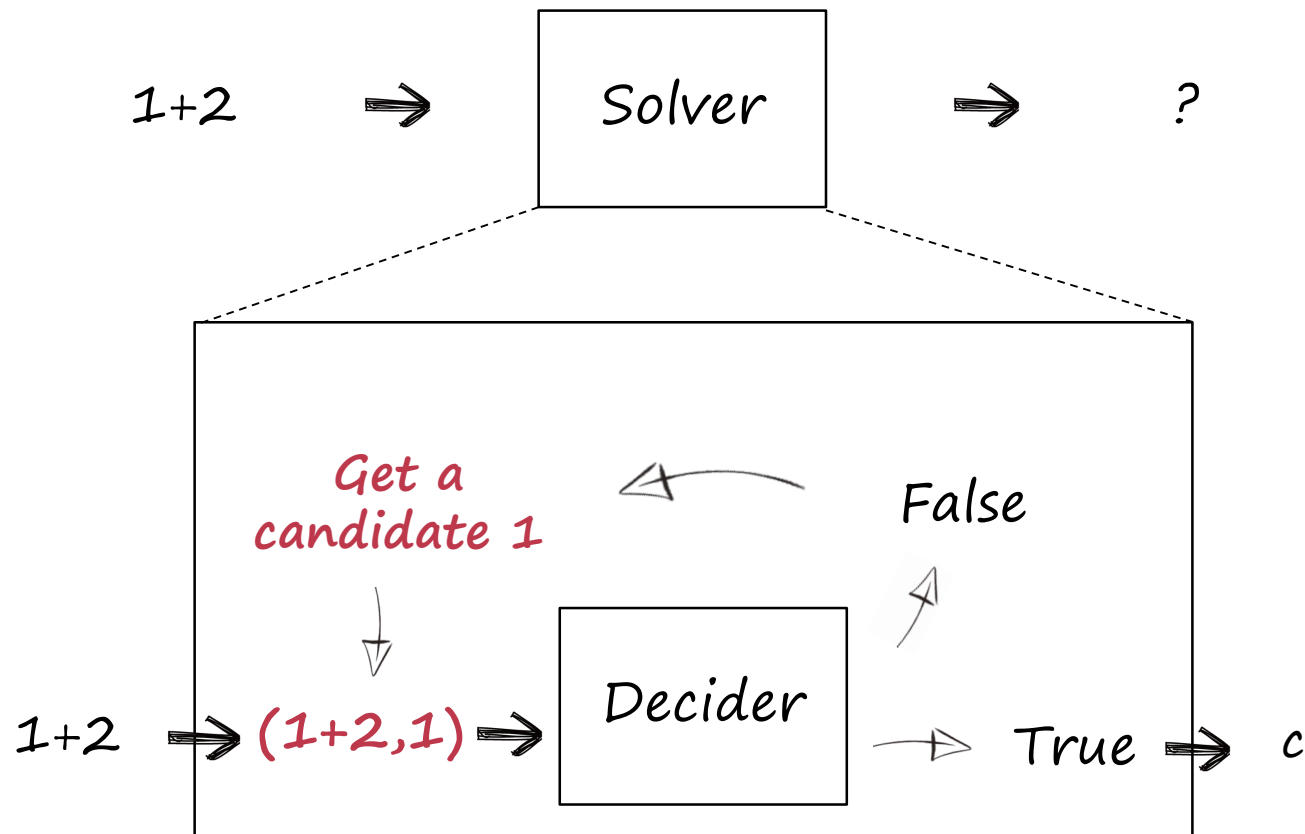 1+2
Solver
?
Get a
candidate 1
False
1+2
(1+2,1)
Decider
True
c